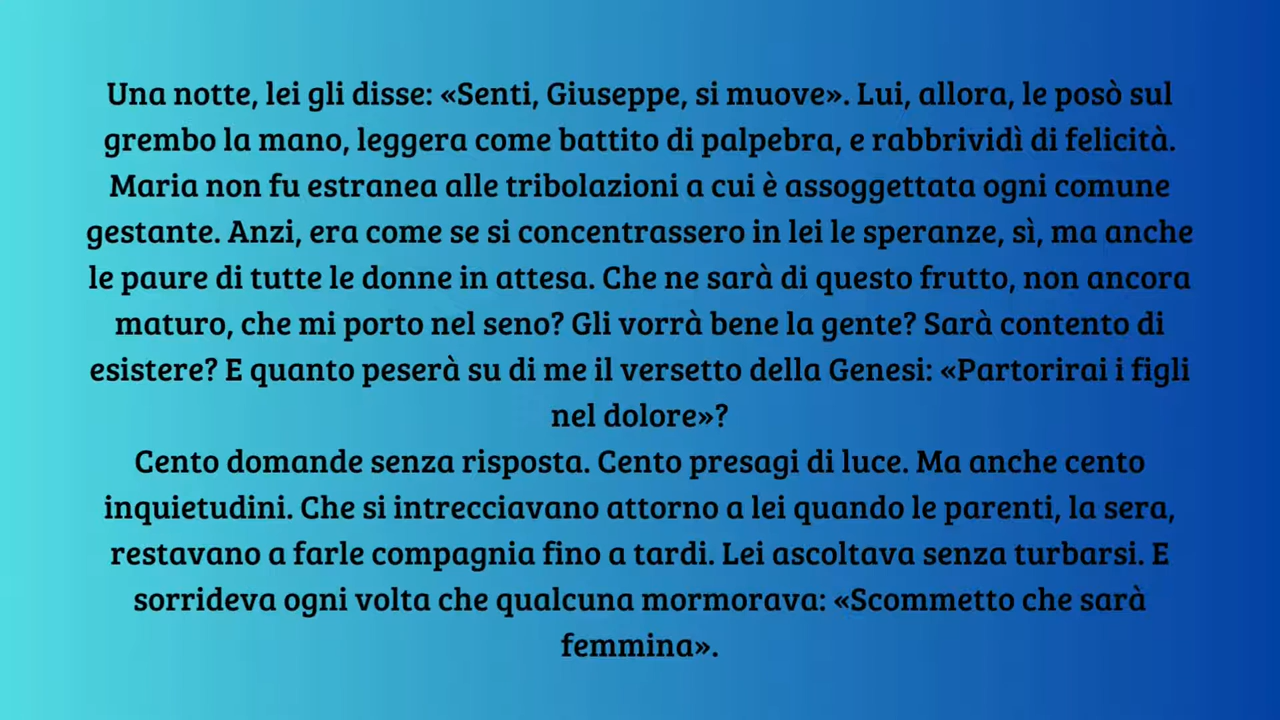 Una notte, lei gli disse: «Senti, Giuseppe, si muove». Lui, allora, le posò sul
grembo la mano, leggera come battito di palpebra, e rabbrividì di felicità.
Maria non fu estranea alle tribolazioni a cui è assoggettata ogni comune
gestante. Anzi, era come se si concentrassero in lei le speranze, sì, ma anche
le paure di tutte le donne in attesa. Che ne sarà di questo frutto, non ancora
maturo, che mi porto nel seno? Gli vorrà bene la gente? Sarà contento di
esistere? E quanto peserà su di me il versetto della Genesi: «Partorirai i figli
nel dolore»?
Cento domande senza risposta. Cento presagi di luce. Ma anche cento
inquietudini. Che si intrecciavano attorno a lei quando le parenti, la sera,
restavano a farle compagnia fino a tardi. Lei ascoltava senza turbarsi. E
sorrideva ogni volta che qualcuna mormorava: «Scommetto che sarà
femmina».